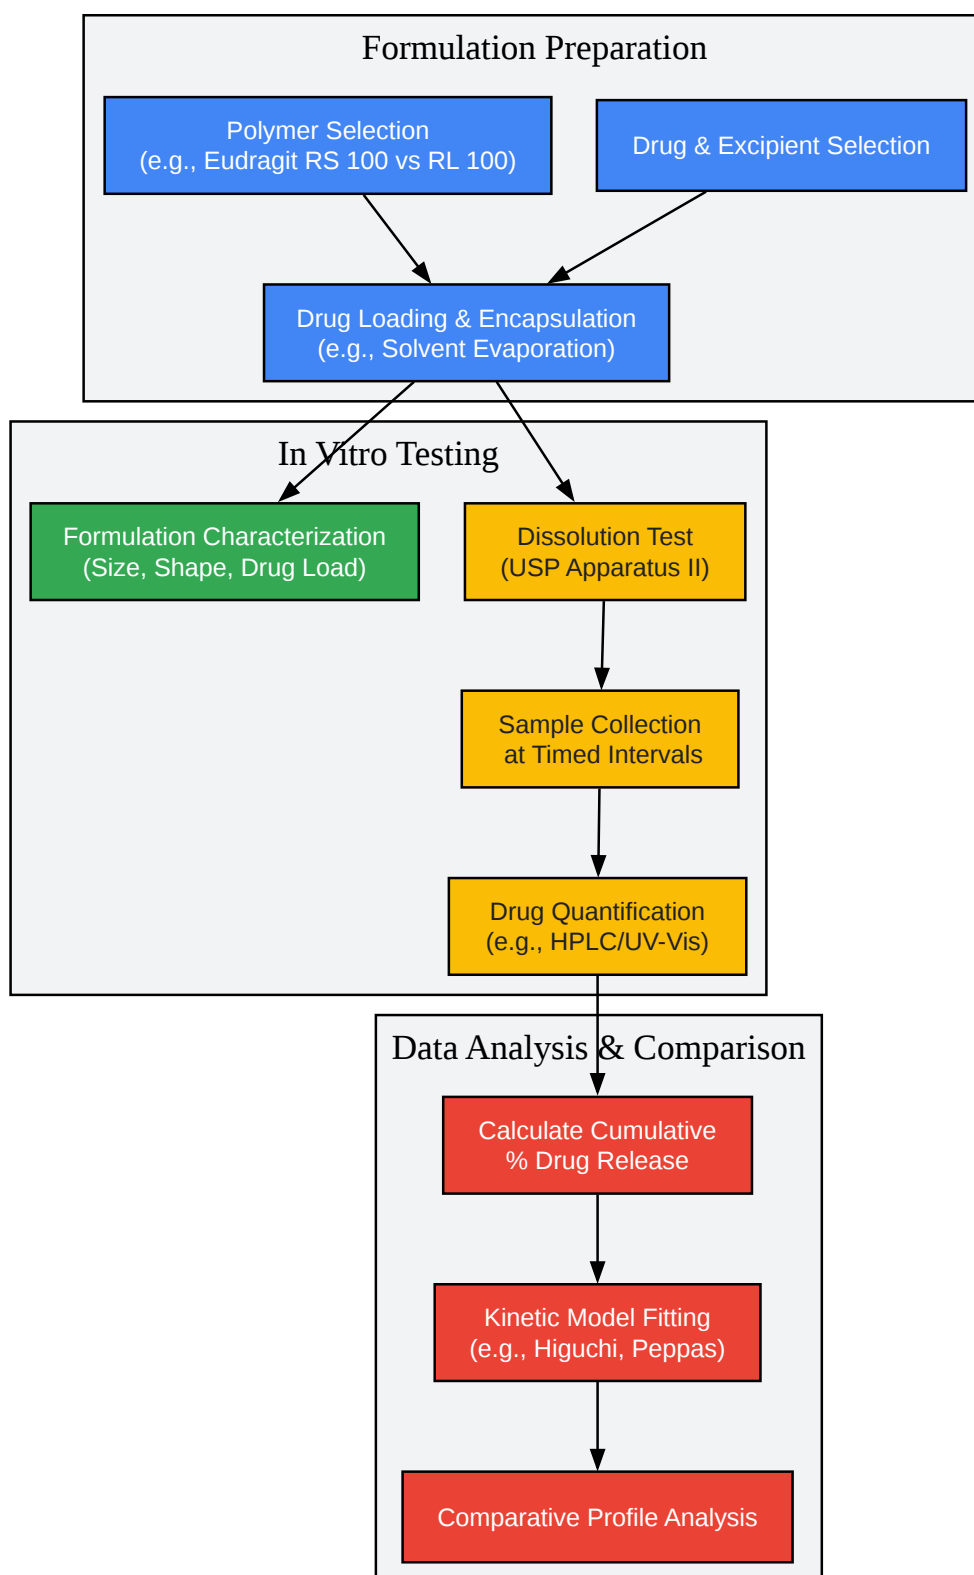 Formulation Preparation
Polymer Selection
(e.g., Eudragit RS 100 vs RL 100)
Drug & Excipient Selection
Drug Loading & Encapsulation
(e.g., Solvent Evaporation)
In Vitro Testing
Formulation Characterization
(Size, Shape, Drug Load)
Dissolution Test
(USP Apparatus II)
Sample Collection
at Timed Intervals
Drug Quantification
(e.g., HPLC/UV-Vis)
Data Analysis & Comparison
Calculate Cumulative
% Drug Release
Kinetic Model Fitting
(e.g., Higuchi, Peppas)
Comparative Profile Analysis